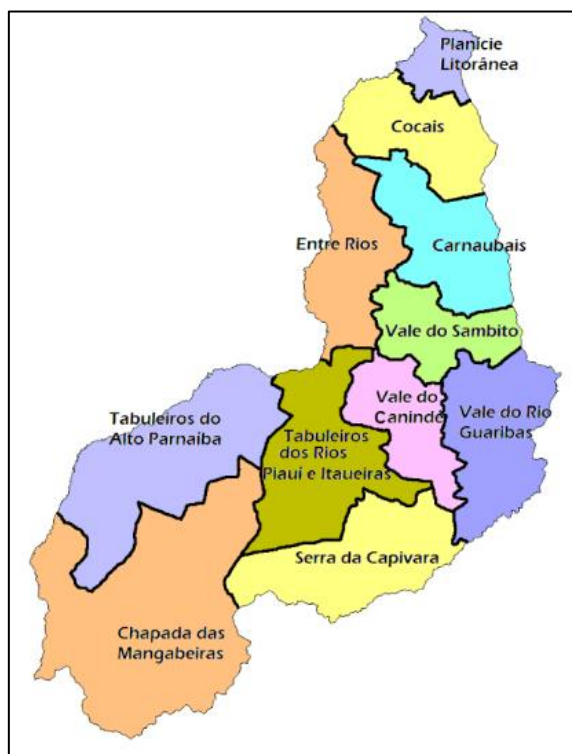 Planície
Litorânea
Cocais
Entre Rios
Carnaubais
Vale do Sambito
Vale do
Canindé
Vale do Rio
Guaribas
Tabuleiros do
Alto Parnaíba
Tabuleiros
dos Rios
Piauí e Itaueiras
Serra da Capivara
Chapada das
Mangabeiras